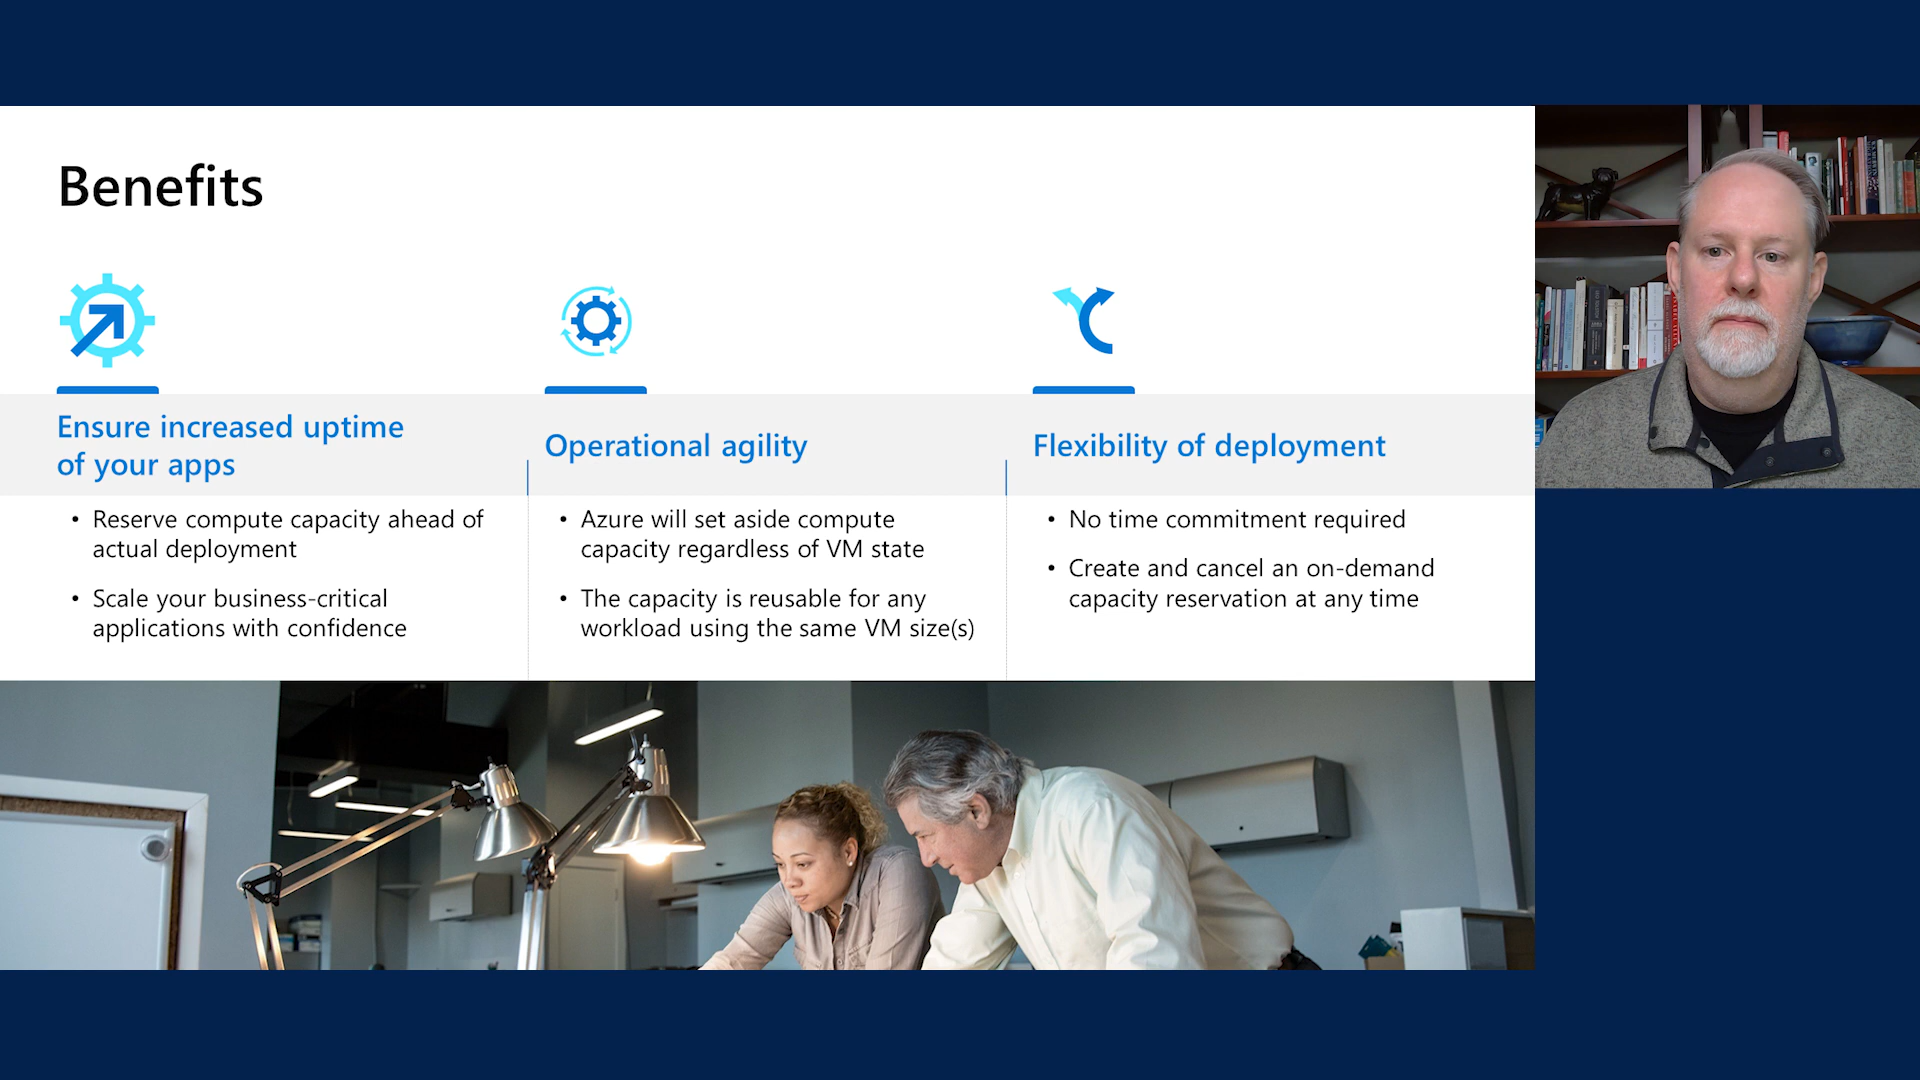 Benefits
Ensure increased uptime
of your apps
• Reserve compute capacity ahead of
actual deployment
• Scale your business-critical
applications with confidence
Operational agility
• Azure will set aside compute
capacity regardless of VM state
• The capacity is reusable for any
workload using the same VM size(s)
Flexibility of deployment
• No time commitment required
• Create and cancel an on-demand
capacity reservation at any time